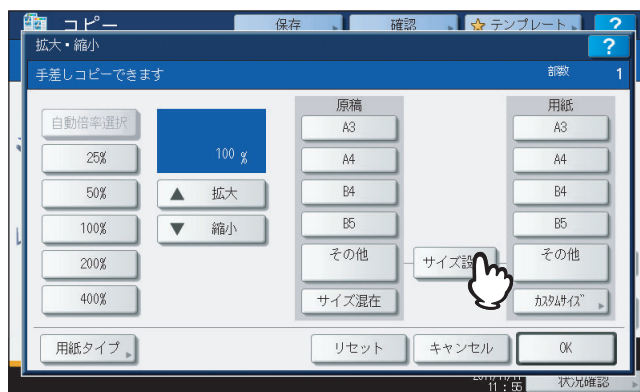 コピー 保存 確認 テンプレート ?
拡大・縮小 ?
手差しコピーできます 部数 1
原稿 用紙
自動倍率選択 A3 A3
25% 100 % A4 A4
50% 拡大 B4 B4
100% 縮小 B5 B5
200% その他 サイズ設 その他
400% サイズ混在 カスタムサイズ
用紙タイプ リセット キャンセル OK
11:55 状況確認